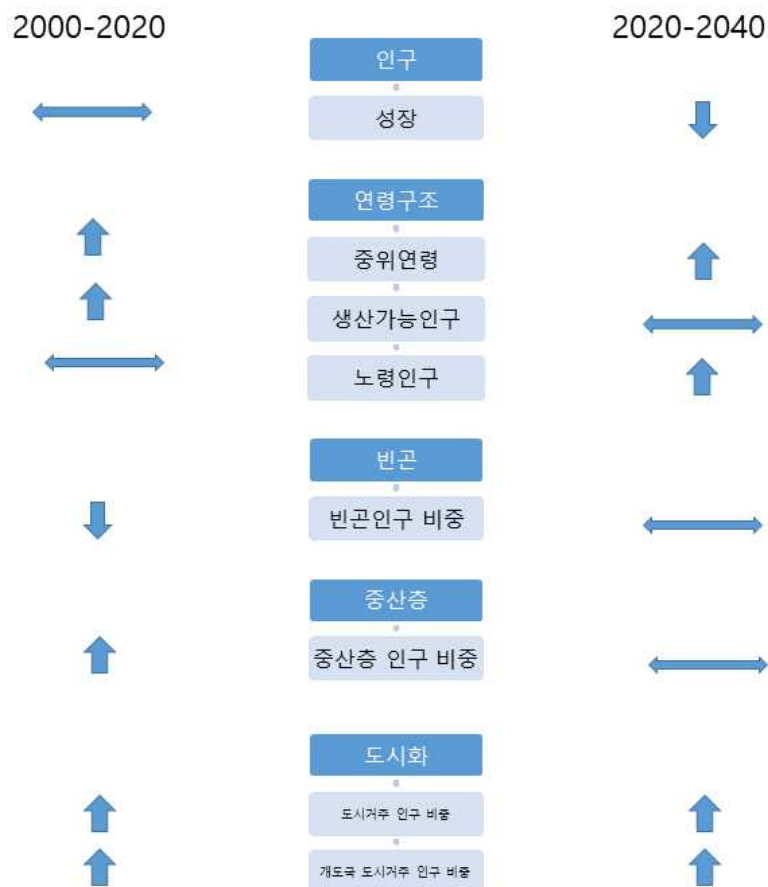 2000-2020
2020-2040
인구
성장
연령구조
중위연령
생산가능인구
노령인구
빈곤
빈곤인구 비중
중산층
중산층 인구 비중
도시화
도시거주 인구 비중
개도국 도시거주 인구 비중